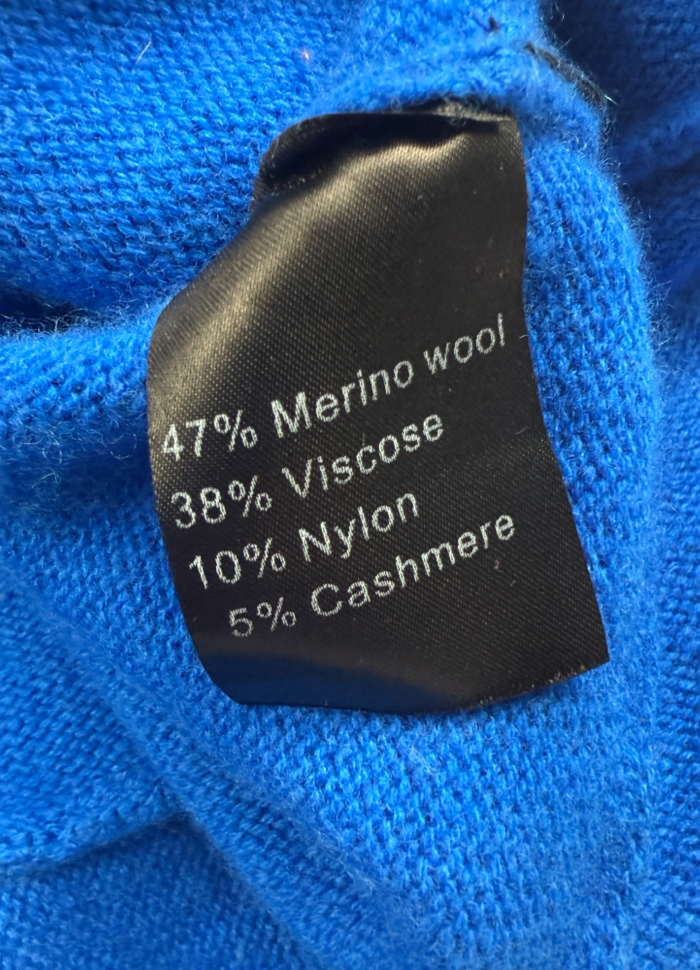 47% Merino wool
38% Viscose
10% Nylon
5% Cashmere